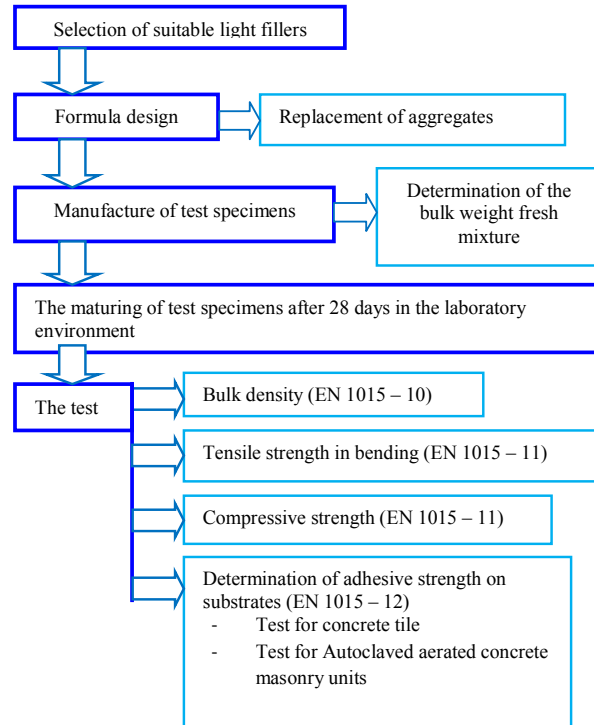 Selection of suitable light fillers
Formula design
Replacement of aggregates
Manufacture of test specimens
Determination of the
bulk weight fresh
mixture
The maturing of test specimens after 28 days in the laboratory
environment
The test
Bulk density (EN 1015 – 10)
Tensile strength in bending (EN 1015 – 11)
Compressive strength (EN 1015 – 11)
Determination of adhesive strength on
substrates (EN 1015 – 12)
- Test for concrete tile
- Test for Autoclaved aerated concrete
masonry units